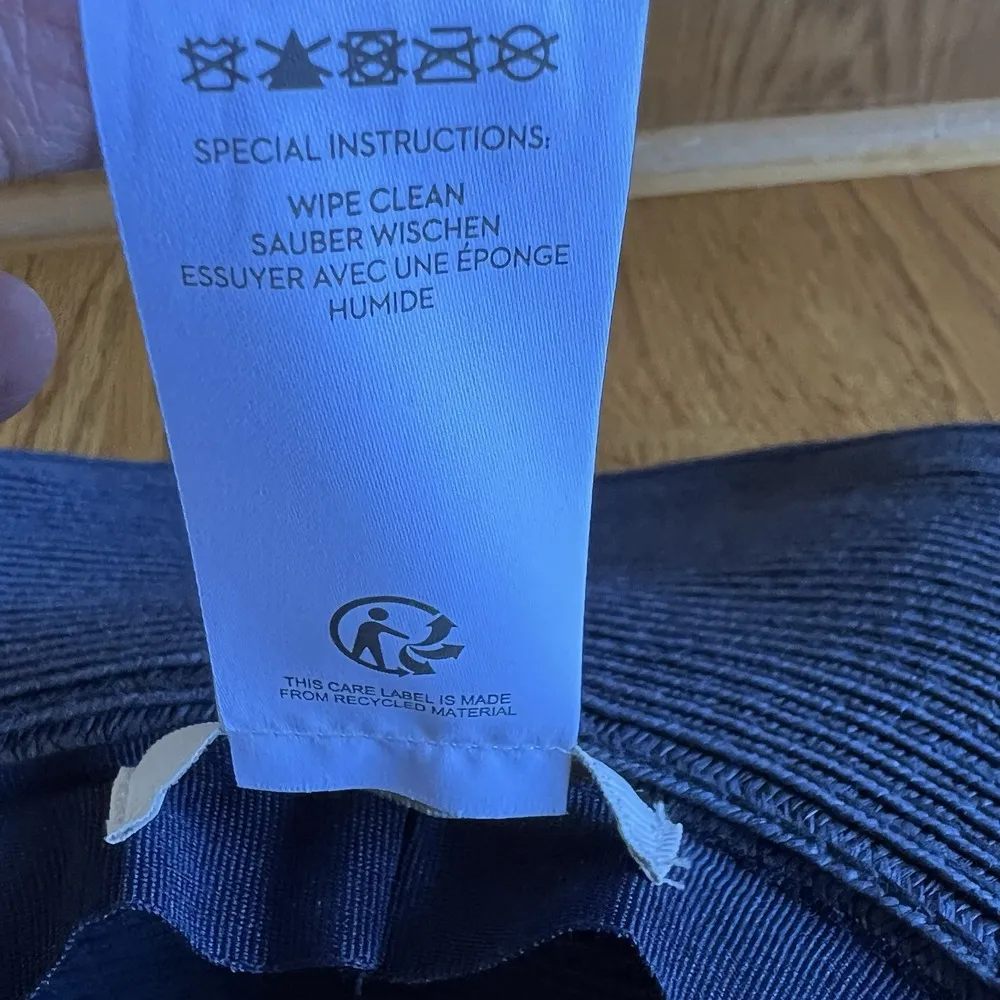 SPECIAL INSTRUCTIONS:
WIPE CLEAN
SAUBER WISCHEN
ESSUYER AVEC UNE ÉPONGE
HUMIDE
THIS CARE LABEL IS MADE
FROM RECYCLED MATERIAL